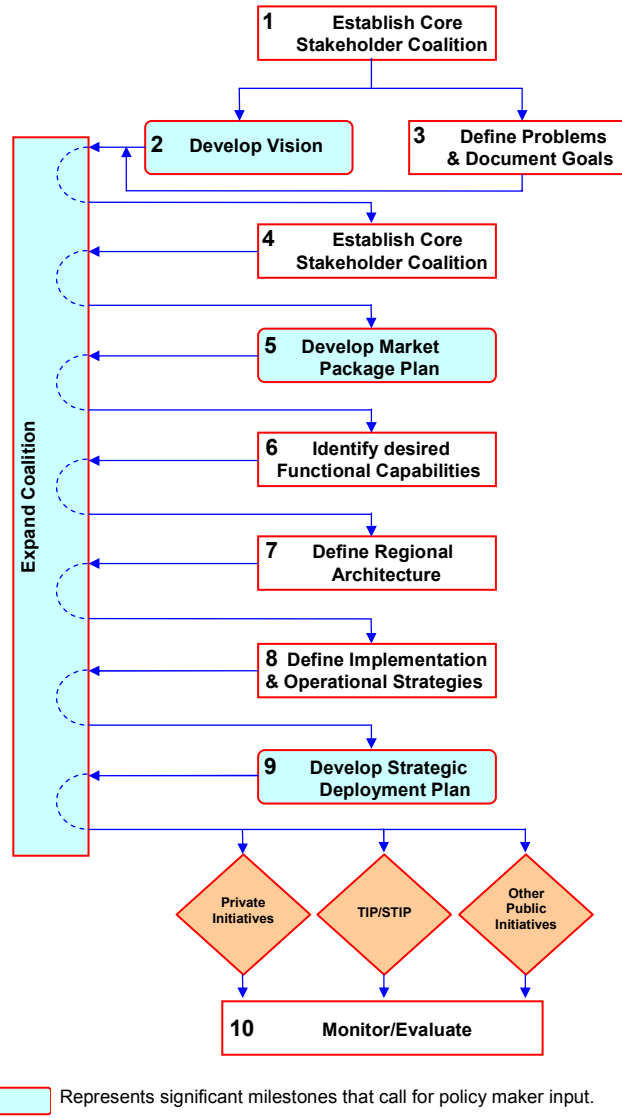 1 Establish Core
Stakeholder Coalition
2 Develop Vision
3 Define Problems
& Document Goals
Expand Coalition
4 Establish Core
Stakeholder Coalition
5 Develop Market
Package Plan
6 Identify desired
Functional Capabilities
7 Define Regional
Architecture
8 Define Implementation
& Operational Strategies
9 Develop Strategic
Deployment Plan
Private
Initiatives
TIP/STIP
Other
Public
Initiatives
10 Monitor/Evaluate
Represents significant milestones that call for policy maker input.